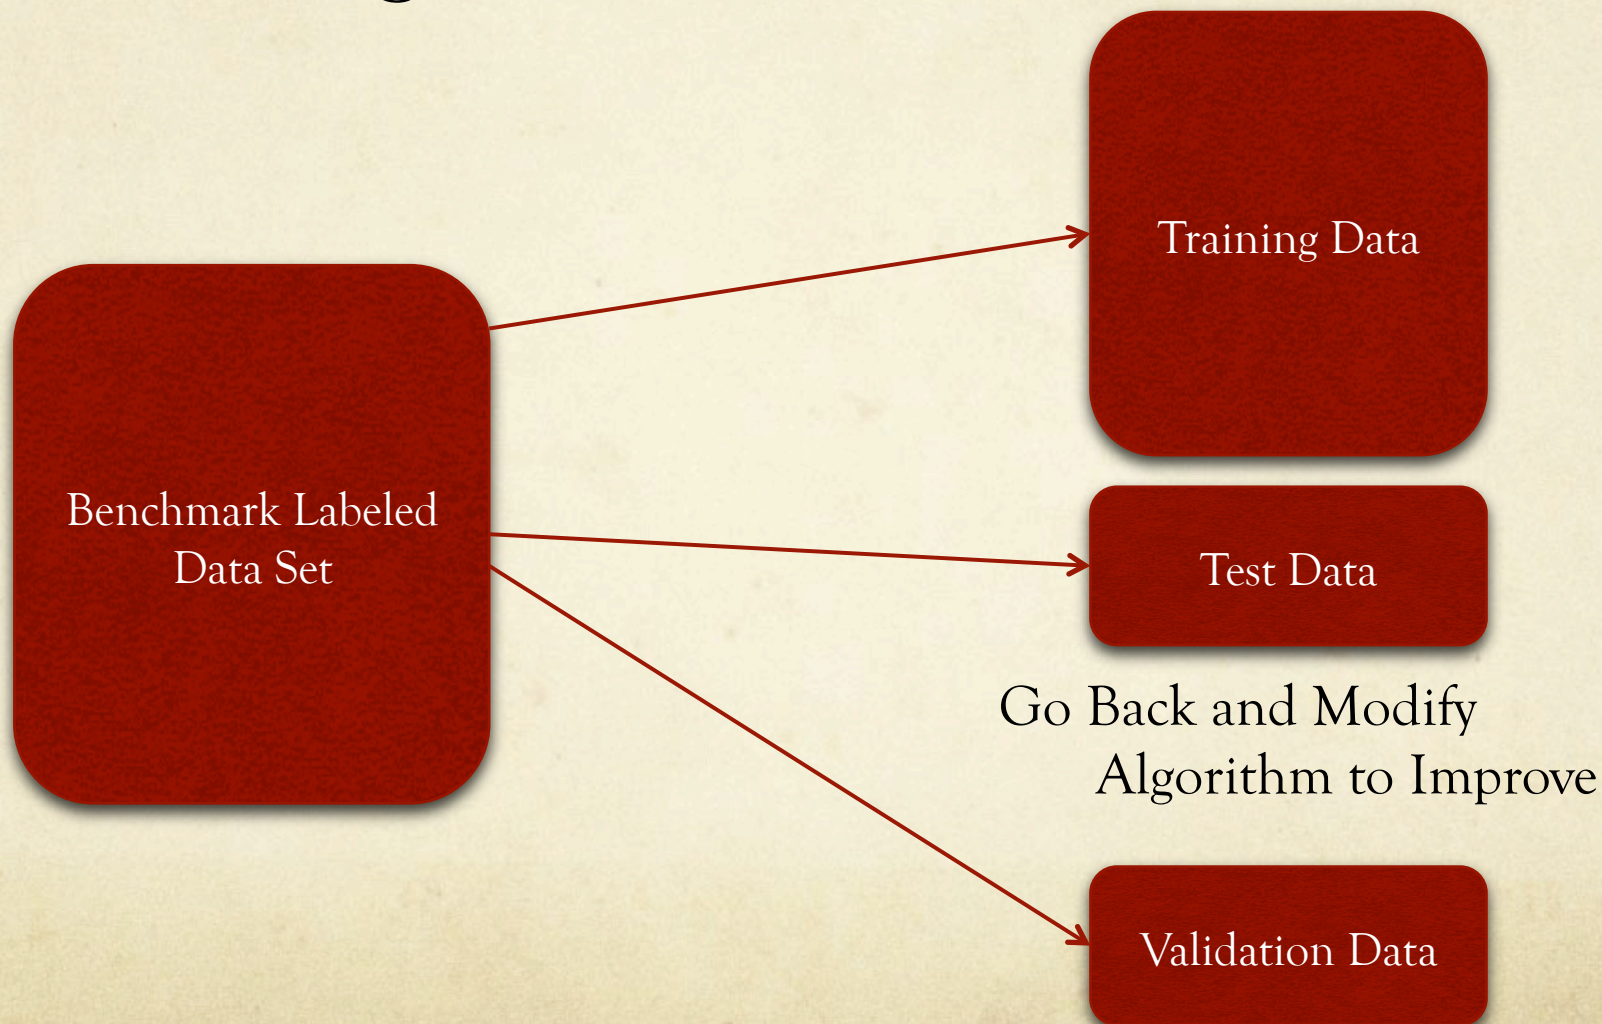 Training Data
Benchmark Labeled
Data Set
Test Data
Go Back and Modify
Algorithm to Improve
Validation Data